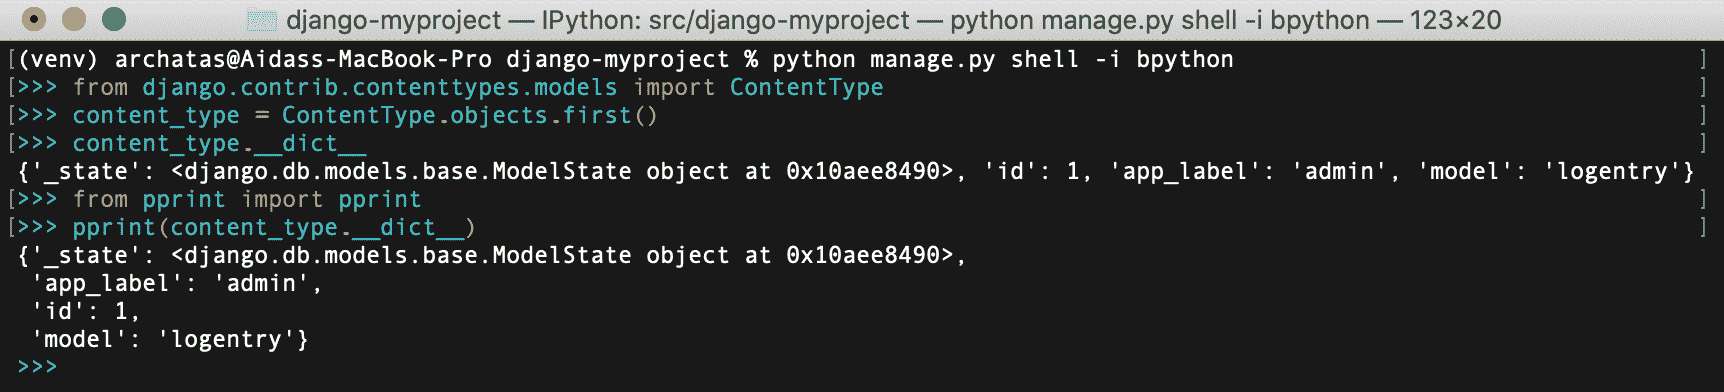 django-myproject — IPython: src/django-myproject — python manage.py shell -i bpython — 123×20
[(venv) archatas@Aidass-MacBook-Pro django-myproject % python manage.py shell -i bpython ]
[>>> from django.contrib.contenttypes.models import ContentType ]
[>>> content_type = ContentType.objects.first() ]
[>>> content_type.__dict__ ]
{'_state': <django.db.models.base.ModelState object at 0x10aee8490>, 'id': 1, 'app_label': 'admin', 'model': 'logentry'}
[>>> from pprint import pprint ]
[>>> pprint(content_type.__dict__) ]
{'_state': <django.db.models.base.ModelState object at 0x10aee8490>,
 'app_label': 'admin',
 'id': 1,
 'model': 'logentry'}
>>>